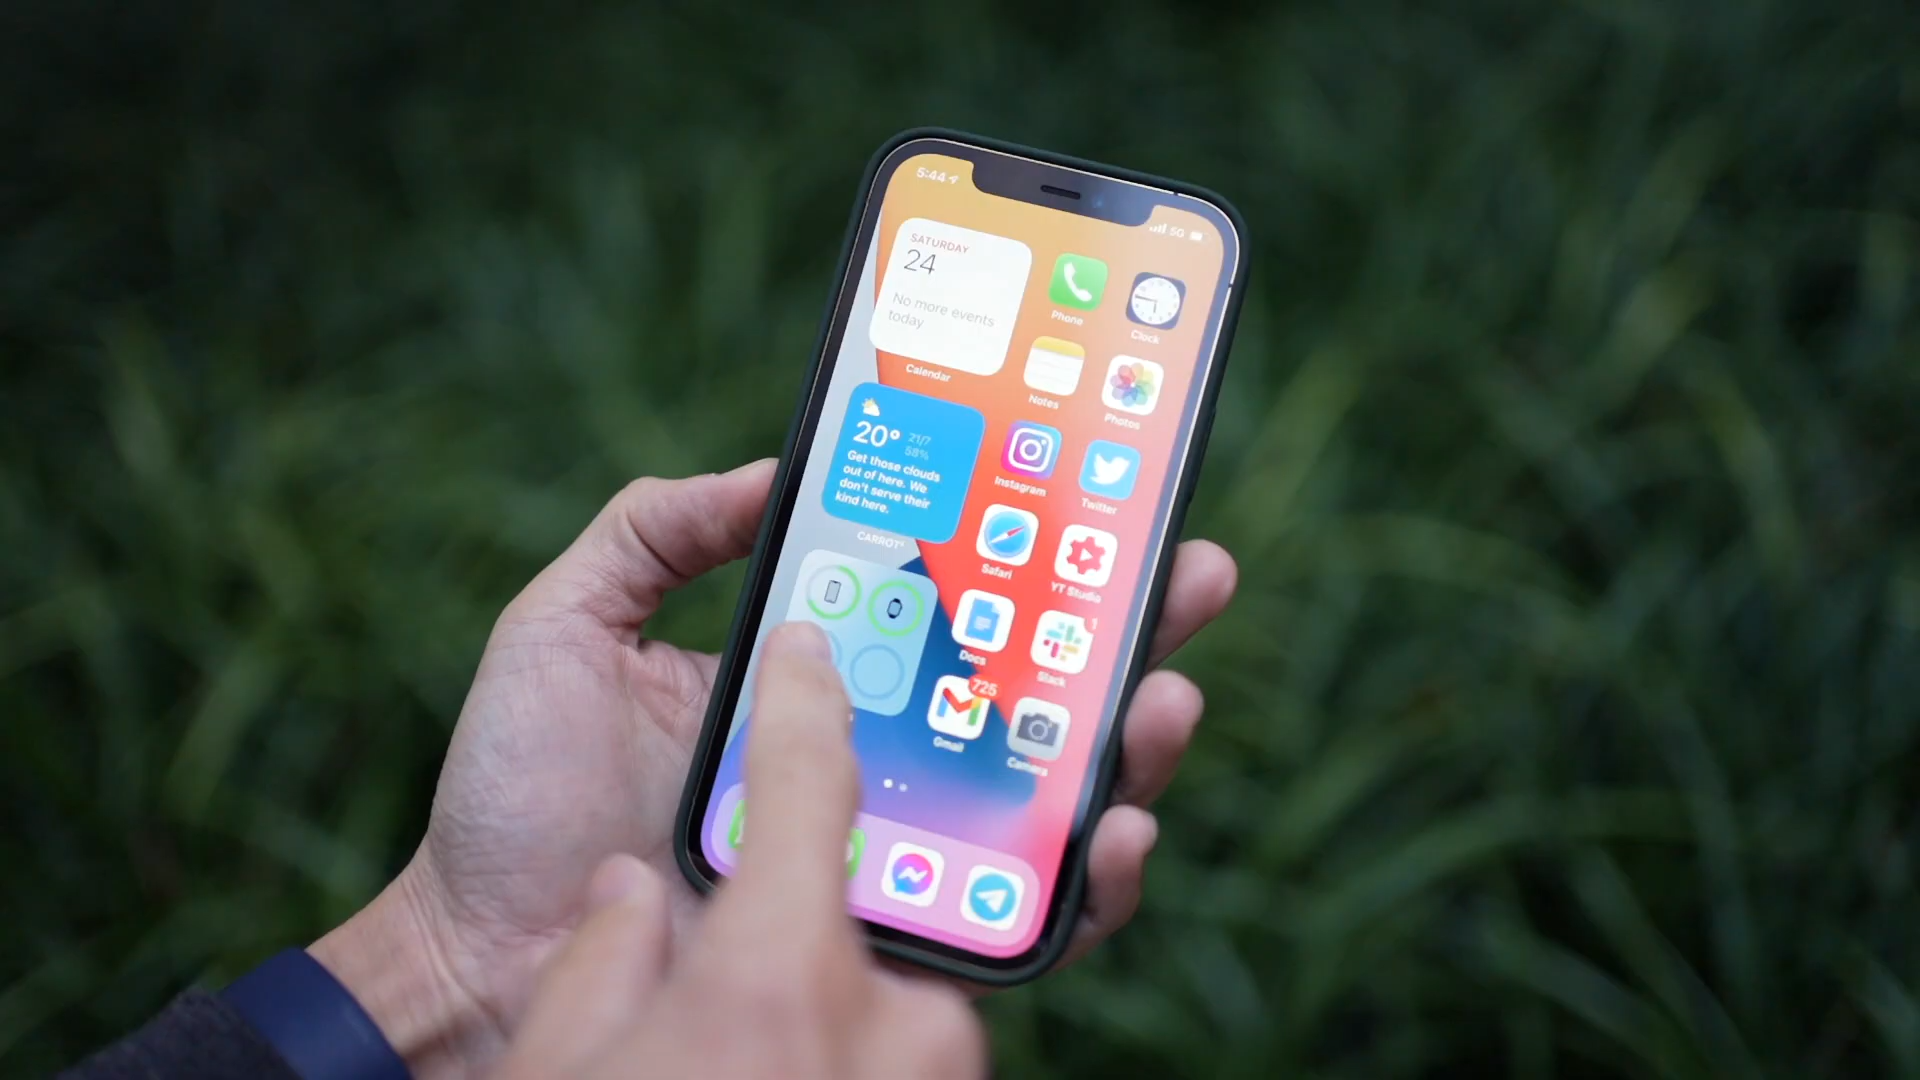 5:44
5G
SATURDAY
24
No more events
today
Calendar
Phone
Clock
Notes
Photos
20°
21/7
58%
Get those clouds
out of here. We
don't serve their
kind here.
CARROT³
Instagram
Twitter
Safari
YT Studio
Docs
1
Slack
725
Gmail
Camera